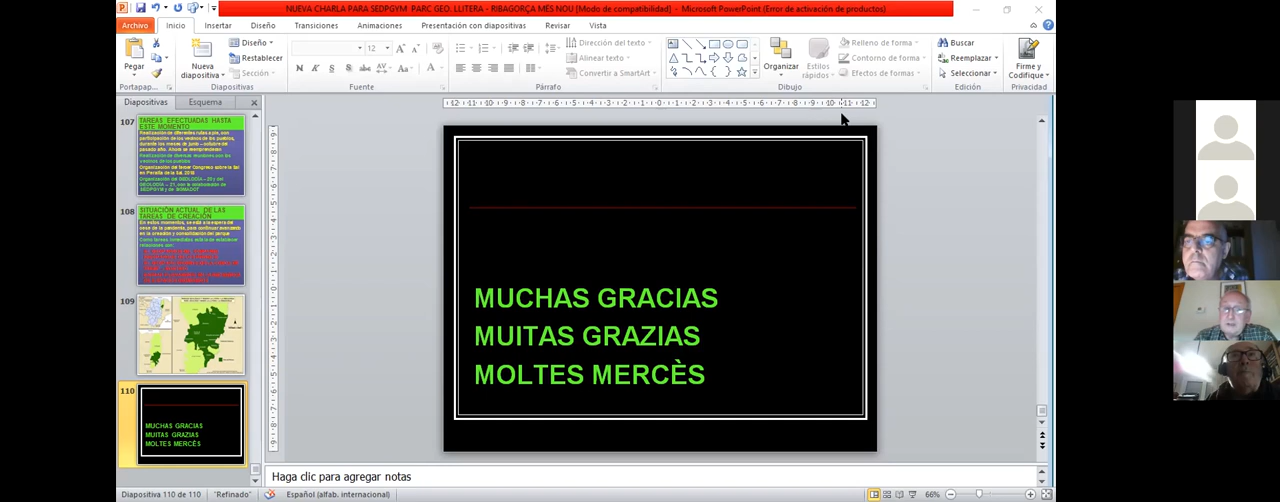 NUEVA CHARLA PARA SEDPGYM PARC GEO. LLITERA - RIBAGORÇA MÉS NOU [Modo de compatibilidad] - Microsoft PowerPoint (Error de activación de productos)
Archivo Inicio Insertar Diseño Transiciones Animaciones Presentación con diapositivas Revisar Vista
Pegar
Portapap...
Nueva diapositiva
Diseño
Restablecer
Sección
Diapositivas
12
Fuente
Dirección del texto
Alinear texto
Convertir a SmartArt
Párrafo
Organizar
Estilos rápidos
Relleno de forma
Contorno de forma
Efectos de formas
Dibujo
Buscar
Reemplazar
Seleccionar
Edición
Firme y Codifique
Privacidad
Diapositivas Esquema
107
TAREAS EFECTUADAS HASTA ESTE MOMENTO
108
SITUACIÓN ACTUAL DE LAS TAREAS DE CREACIÓN
109
110
MUCHAS GRACIAS
MUITAS GRAZIAS
MOLTES MERCÈS
MUCHAS GRACIAS
MUITAS GRAZIAS
MOLTES MERCÈS
Haga clic para agregar notas
Diapositiva 110 de 110 "Refinado" Español (alfab. internacional) 66%